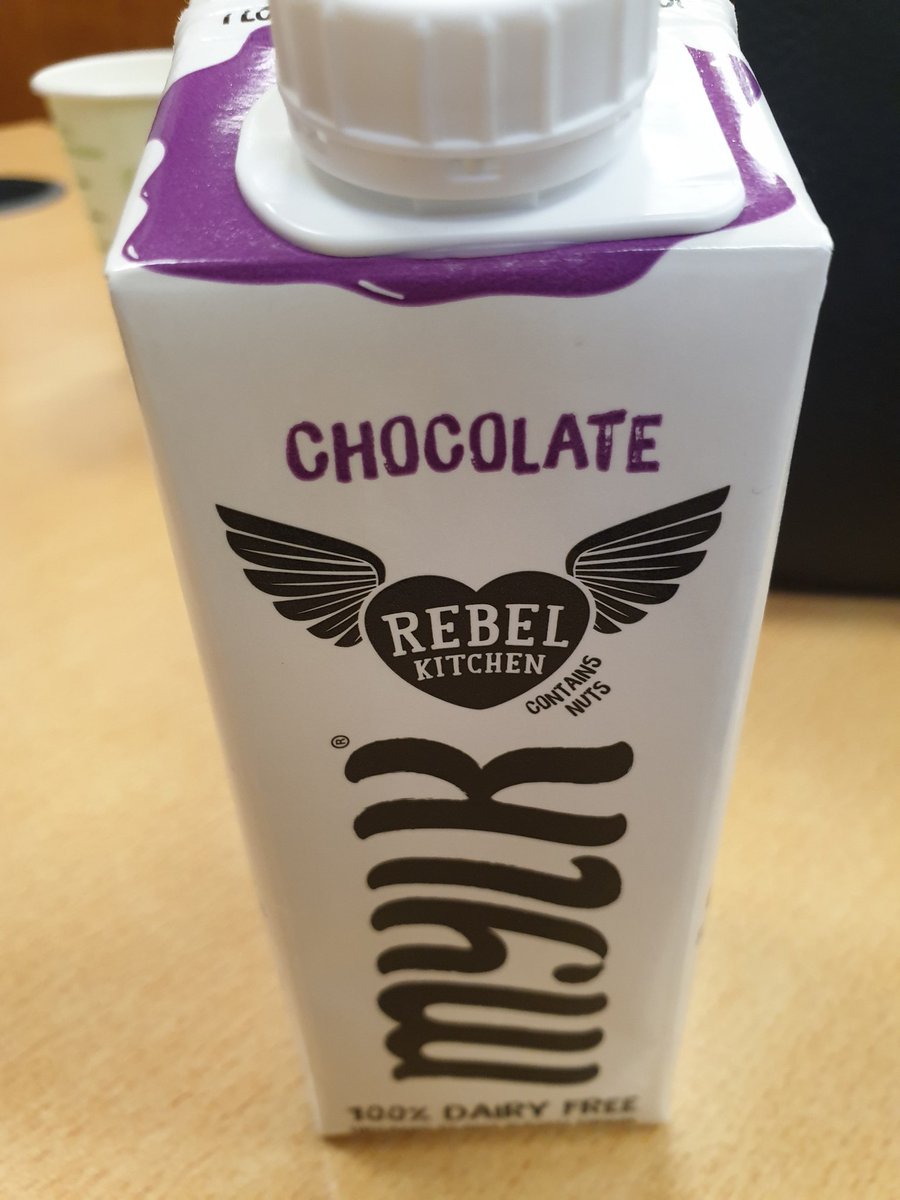 CHOCOLATE
REBEL
KITCHEN
CONTAINS
NUTS
mylk
®
100% DAIRY FREE